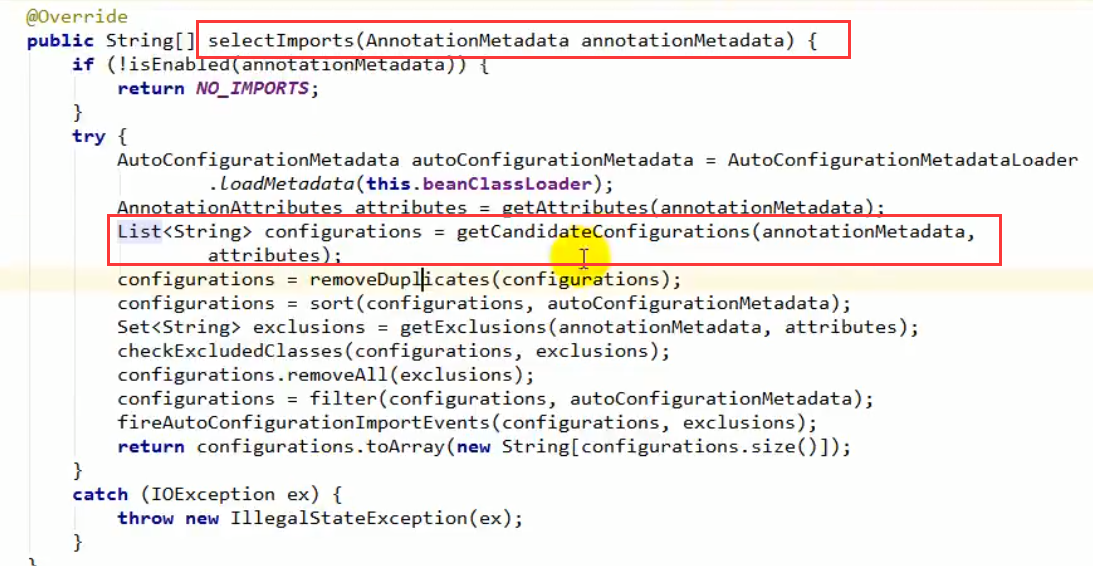 @Override
public String[] selectImports(AnnotationMetadata annotationMetadata) {
if (!isEnabled(annotationMetadata)) {
return NO_IMPORTS;
}
try {
AutoConfigurationMetadata autoConfigurationMetadata = AutoConfigurationMetadataLoader
.loadMetadata(this.beanClassLoader);
AnnotationAttributes attributes = getAttributes(annotationMetadata);
List<String> configurations = getCandidateConfigurations(annotationMetadata,
attributes);
configurations = removeDuplicates(configurations);
configurations = sort(configurations, autoConfigurationMetadata);
Set<String> exclusions = getExclusions(annotationMetadata, attributes);
checkExcludedClasses(configurations, exclusions);
configurations.removeAll(exclusions);
configurations = filter(configurations, autoConfigurationMetadata);
fireAutoConfigurationImportEvents(configurations, exclusions);
return configurations.toArray(new String[configurations.size()]);
}
catch (IOException ex) {
throw new IllegalStateException(ex);
}
}